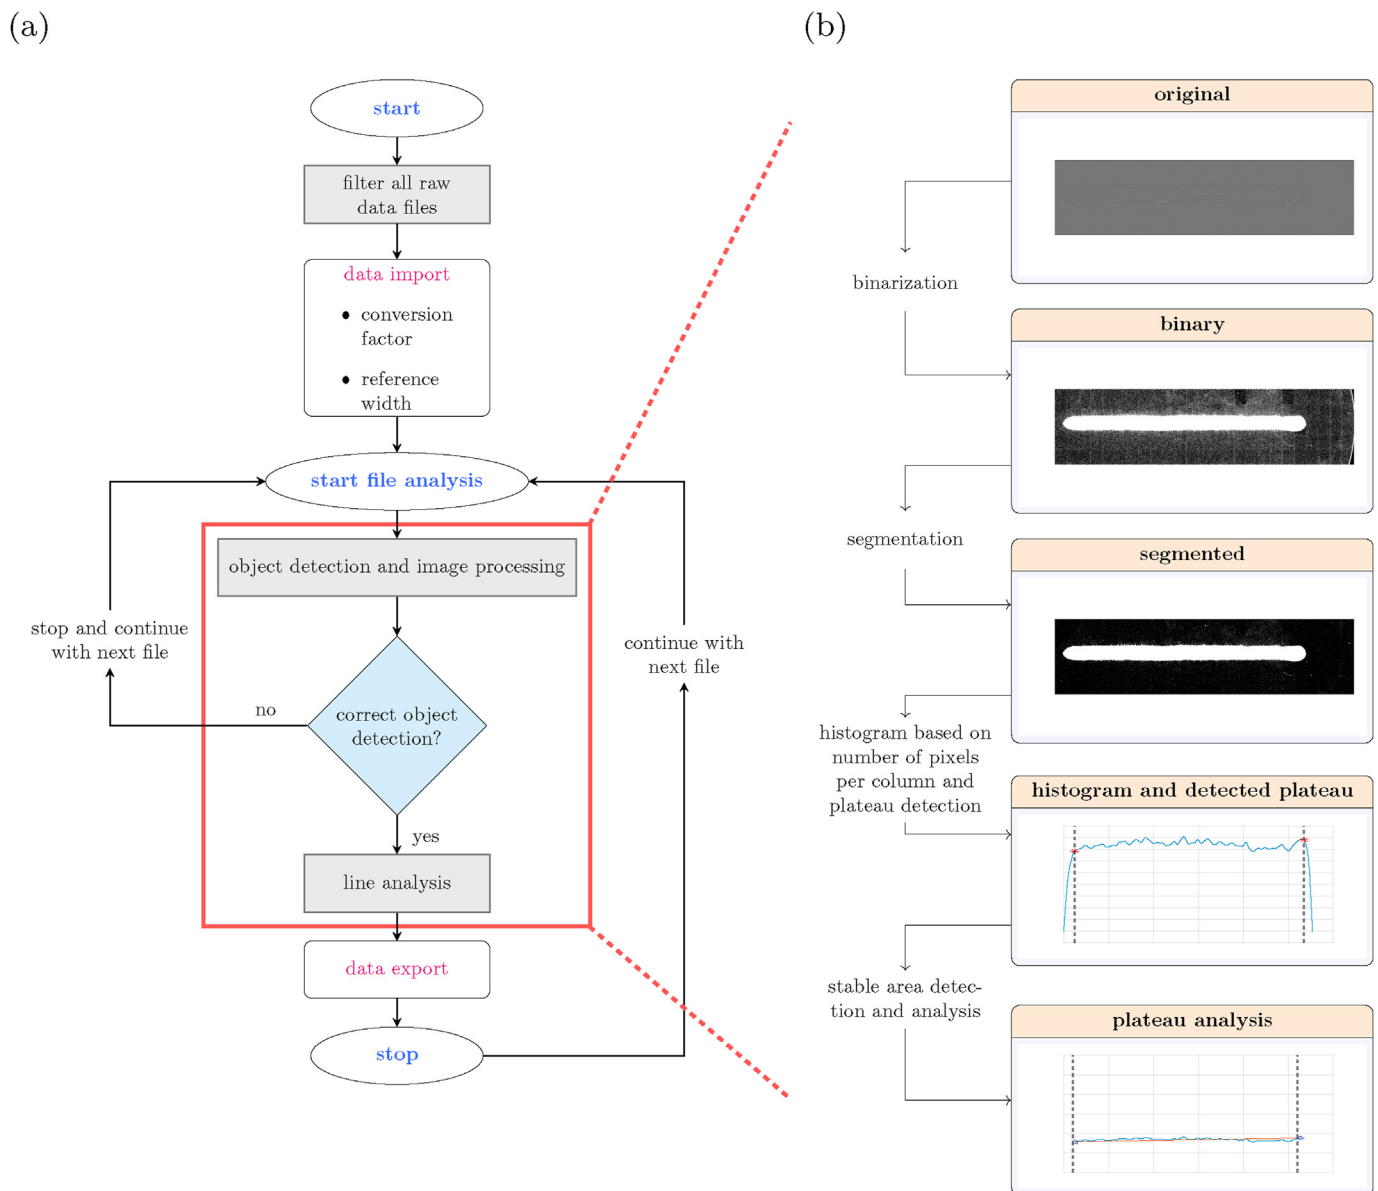 (a)
start
filter all raw
data files
data import
• conversion
factor
• reference
width
start file analysis
object detection and image processing
stop and continue
with next file
no
correct object
detection?
continue with
next file
yes
line analysis
data export
stop
(b)
original
binarization
binary
segmentation
segmented
histogram based on
number of pixels
per column and
plateau detection
histogram and detected plateau
stable area detec-
tion and analysis
plateau analysis